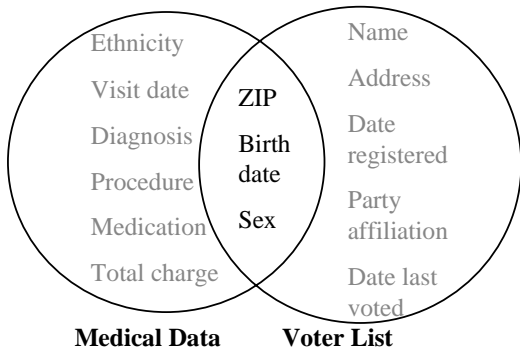 Ethnicity
Visit date
Diagnosis
Procedure
Medication
Total charge
ZIP
Birth
date
Sex
Name
Address
Date
registered
Party
affiliation
Date last
voted
Medical Data
Voter List